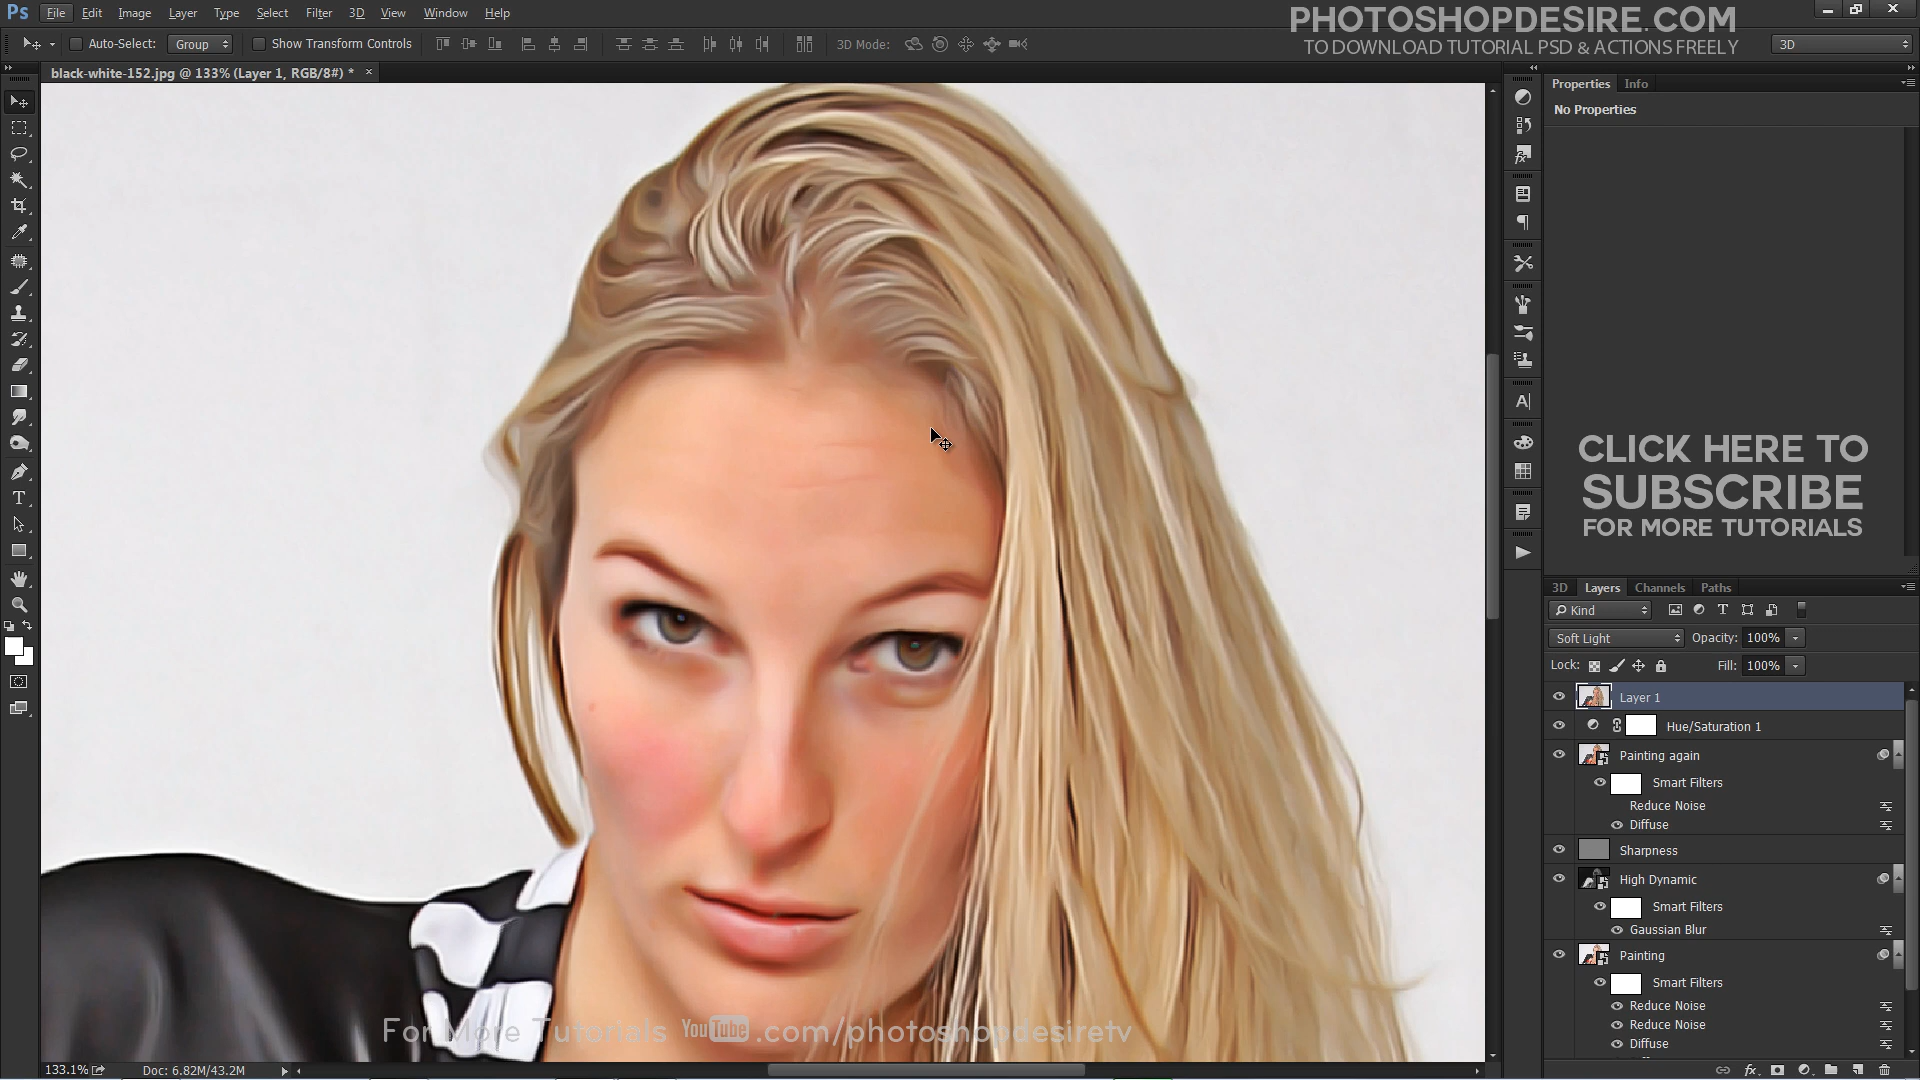 Ps File Edit Image Layer Type Select Filter 3D View Window Help
PHOTOSHOPDESIRE.COM
TO DOWNLOAD TUTORIAL PSD & ACTIONS FREELY
Auto-Select: Group Show Transform Controls 3D Mode: 3D
black-white-152.jpg @ 133% (Layer 1, RGB/8#) * ×
Properties Info
No Properties
CLICK HERE TO
SUBSCRIBE
FOR MORE TUTORIALS
3D Layers Channels Paths
Kind
Soft Light Opacity: 100%
Lock: Fill: 100%
Layer 1
Hue/Saturation 1
Painting again
Smart Filters
Reduce Noise
Diffuse
Sharpness
High Dynamic
Smart Filters
Gaussian Blur
Painting
Smart Filters
Reduce Noise
Reduce Noise
Diffuse
For More Tutorials YouTube.com/photoshopdesiretv
133.1% Doc: 6.82M/43.2M